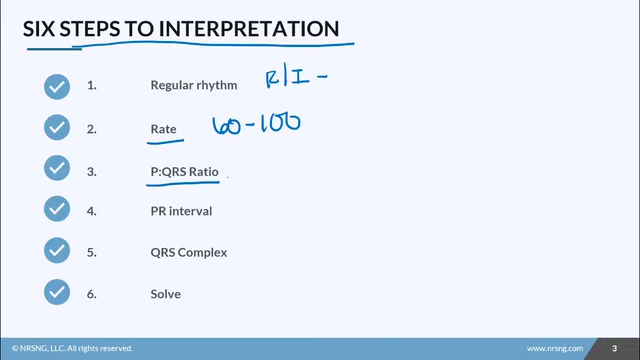 SIX STEPS TO INTERPRETATION
1. Regular rhythm R/I -
2. Rate 60-100
3. P:QRS Ratio
4. PR interval
5. QRS Complex
6. Solve
© NRSNG, LLC. All rights reserved. www.nrsng.com 3